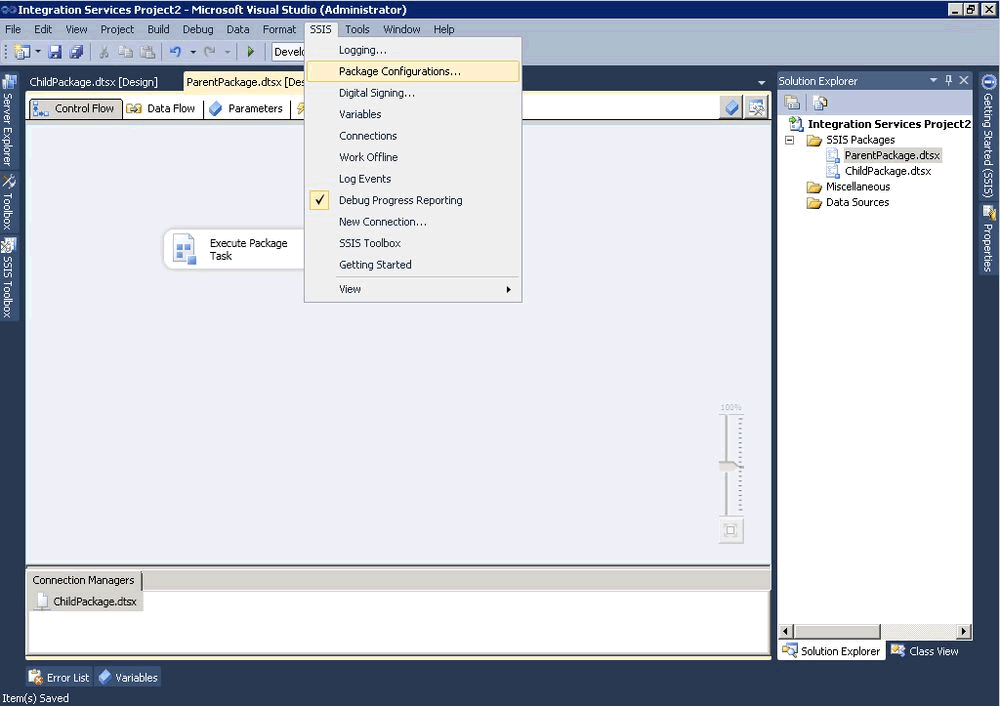 Integration Services Project2 - Microsoft Visual Studio (Administrator)
File Edit View Project Build Debug Data Format SSIS Tools Window Help
Develo
ChildPackage.dtsx [Design]
ParentPackage.dtsx [Des
Control Flow
Data Flow
Parameters
Logging...
Package Configurations...
Digital Signing...
Variables
Connections
Work Offline
Log Events
Debug Progress Reporting
New Connection...
SSIS Toolbox
Getting Started
View
Execute Package
Task
100%
Connection Managers
ChildPackage.dtsx
Error List
Variables
Item(s) Saved
Server Explorer
Toolbox
SSIS Toolbox
Solution Explorer
Integration Services Project2
SSIS Packages
ParentPackage.dtsx
ChildPackage.dtsx
Miscellaneous
Data Sources
Solution Explorer
Class View
Getting Started (SSIS)
Properties